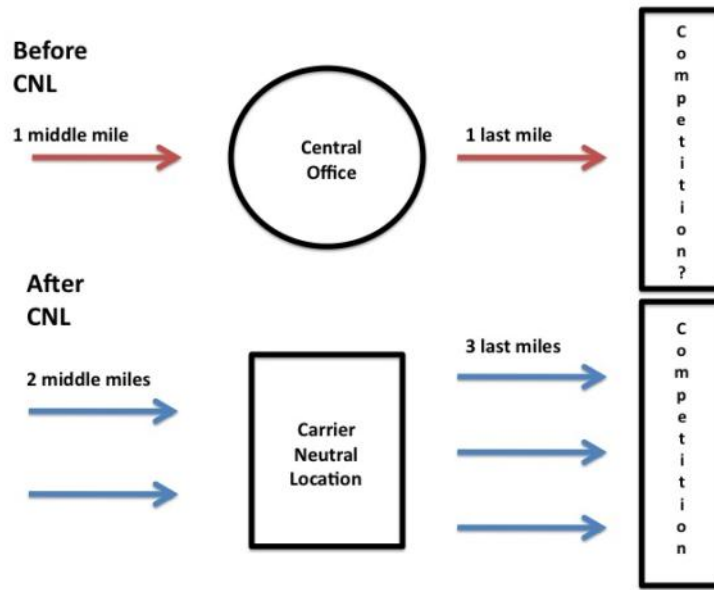 Before
CNL
1 middle mile
Central
Office
1 last mile
C
o
m
p
e
t
i
t
i
o
n
?
After
CNL
2 middle miles
Carrier
Neutral
Location
3 last miles
C
o
m
p
e
t
i
t
i
o
n